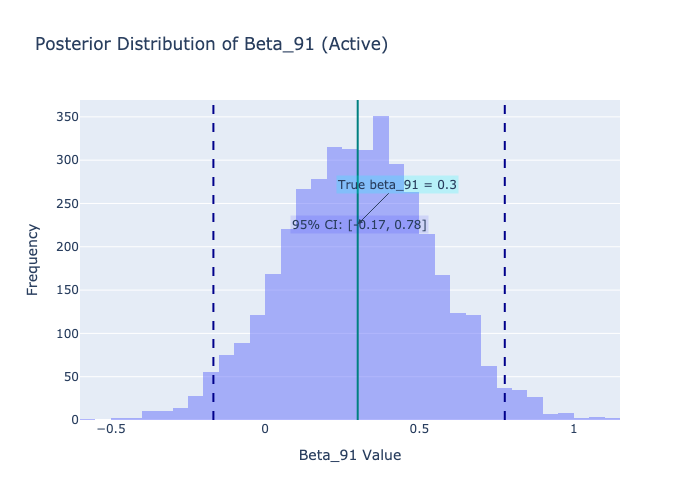 Posterior Distribution of Beta_91 (Active)
350
300
250
200
150
100
50
0
Frequency
True beta_91 = 0.3
95% CI: [-0.17, 0.78]
−0.5
0
0.5
1
Beta_91 Value